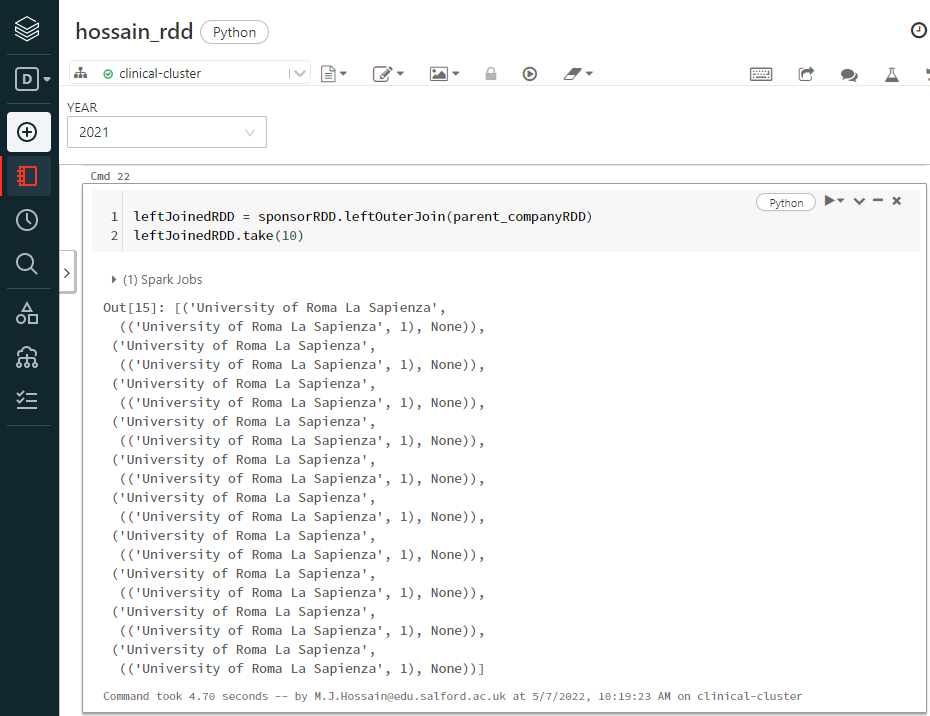 hossain_rdd Python
D
clinical-cluster
YEAR
2021
Cmd 22
Python
1 leftJoinedRDD = sponsorRDD.leftOuterJoin(parent_companyRDD)
2 leftJoinedRDD.take(10)
(1) Spark Jobs
Out[15]: [('University of Roma La Sapienza',
(('University of Roma La Sapienza', 1), None)),
('University of Roma La Sapienza',
(('University of Roma La Sapienza', 1), None)),
('University of Roma La Sapienza',
(('University of Roma La Sapienza', 1), None)),
('University of Roma La Sapienza',
(('University of Roma La Sapienza', 1), None)),
('University of Roma La Sapienza',
(('University of Roma La Sapienza', 1), None)),
('University of Roma La Sapienza',
(('University of Roma La Sapienza', 1), None)),
('University of Roma La Sapienza',
(('University of Roma La Sapienza', 1), None)),
('University of Roma La Sapienza',
(('University of Roma La Sapienza', 1), None)),
('University of Roma La Sapienza',
(('University of Roma La Sapienza', 1), None)),
('University of Roma La Sapienza',
(('University of Roma La Sapienza', 1), None))]
Command took 4.70 seconds -- by M.J.Hossain@edu.salford.ac.uk at 5/7/2022, 10:19:23 AM on clinical-cluster